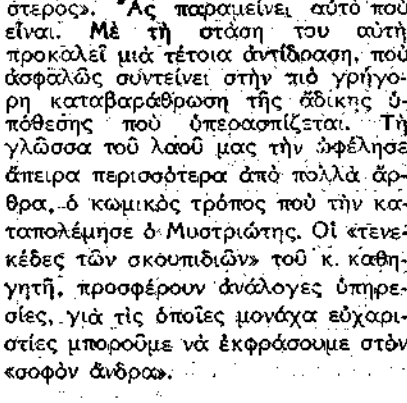 στερος». Ἂς παραμείνει αὐτὸ ποὺ
εἶναι. Μὲ τὴ στάση του αὐτὴ
προκαλεῖ μιὰ τέτοια ἀντίδραση, ποὺ
ἀσφαλῶς συντείνει στὴν πιὸ γρήγο-
ρη καταβαράθρωση τῆς ἄδικης ὑ-
πόθεσης ποὺ ὑπερασπίζεται. Τὴ
γλῶσσα τοῦ λαοῦ μας τὴν ὠφέλησε
ἄπειρα περισσότερα ἀπὸ πολλὰ ἄρ-
θρα, ὁ κωμικὸς τρόπος ποὺ τὴν κα-
ταπολέμησε ὁ Μυστριώτης. Οἱ «τενε-
κέδες τῶν σκουπιδιῶν» τοῦ κ. καθη-
γητῆ, προσφέρουν ἀνάλογες ὑπηρε-
σίες, γιὰ τὶς ὁποῖες μονάχα εὐχαρι-
στίες μποροῦμε νὰ ἐκφράσουμε στὸν
«σοφὸν ἄνδρα».